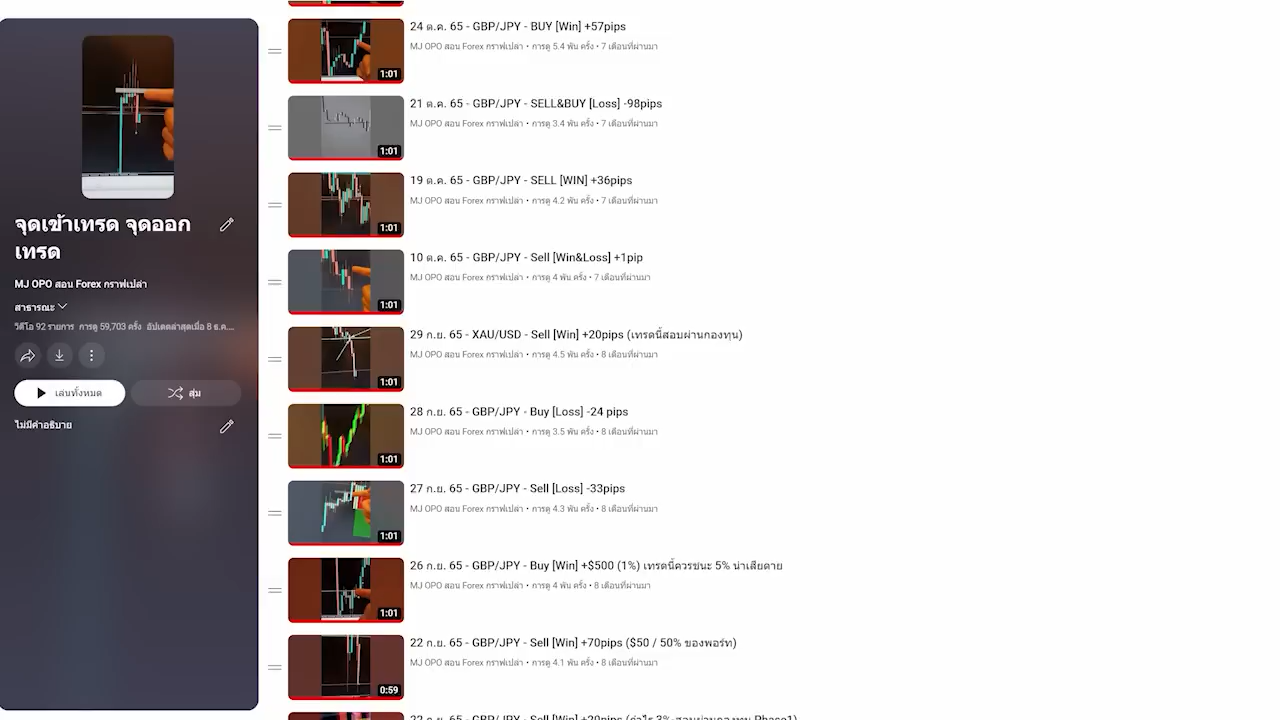 จุดเข้าเทรด จุดออก
เทรด
MJ OPO สอน Forex กราฟเปล่า
สาธารณะ
วิดีโอ 92 รายการ การดู 59,703 ครั้ง อัปเดตล่าสุดเมื่อ 8 ธ.ค....
เล่นทั้งหมด
สุ่ม
ไม่มีคำอธิบาย
24 ต.ค. 65 - GBP/JPY - BUY [Win] +57pips
MJ OPO สอน Forex กราฟเปล่า • การดู 5.4 พัน ครั้ง • 7 เดือนที่ผ่านมา
1:01
21 ต.ค. 65 - GBP/JPY - SELL&BUY [Loss] -98pips
MJ OPO สอน Forex กราฟเปล่า • การดู 3.4 พัน ครั้ง • 7 เดือนที่ผ่านมา
1:01
19 ต.ค. 65 - GBP/JPY - SELL [WIN] +36pips
MJ OPO สอน Forex กราฟเปล่า • การดู 4.2 พัน ครั้ง • 7 เดือนที่ผ่านมา
1:01
10 ต.ค. 65 - GBP/JPY - Sell [Win&Loss] +1pip
MJ OPO สอน Forex กราฟเปล่า • การดู 4 พัน ครั้ง • 7 เดือนที่ผ่านมา
1:01
29 ก.ย. 65 - XAU/USD - Sell [Win] +20pips (เทรดนี้สอบผ่านกองทุน)
MJ OPO สอน Forex กราฟเปล่า • การดู 4.5 พัน ครั้ง • 8 เดือนที่ผ่านมา
1:01
28 ก.ย. 65 - GBP/JPY - Buy [Loss] -24 pips
MJ OPO สอน Forex กราฟเปล่า • การดู 3.5 พัน ครั้ง • 8 เดือนที่ผ่านมา
1:01
27 ก.ย. 65 - GBP/JPY - Sell [Loss] -33pips
MJ OPO สอน Forex กราฟเปล่า • การดู 4.3 พัน ครั้ง • 8 เดือนที่ผ่านมา
1:01
26 ก.ย. 65 - GBP/JPY - Buy [Win] +$500 (1%) เทรดนี้ควรชนะ 5% น่าเสียดาย
MJ OPO สอน Forex กราฟเปล่า • การดู 4 พัน ครั้ง • 8 เดือนที่ผ่านมา
1:01
22 ก.ย. 65 - GBP/JPY - Sell [Win] +70pips ($50 / 50% ของพอร์ท)
MJ OPO สอน Forex กราฟเปล่า • การดู 4.1 พัน ครั้ง • 8 เดือนที่ผ่านมา
0:59